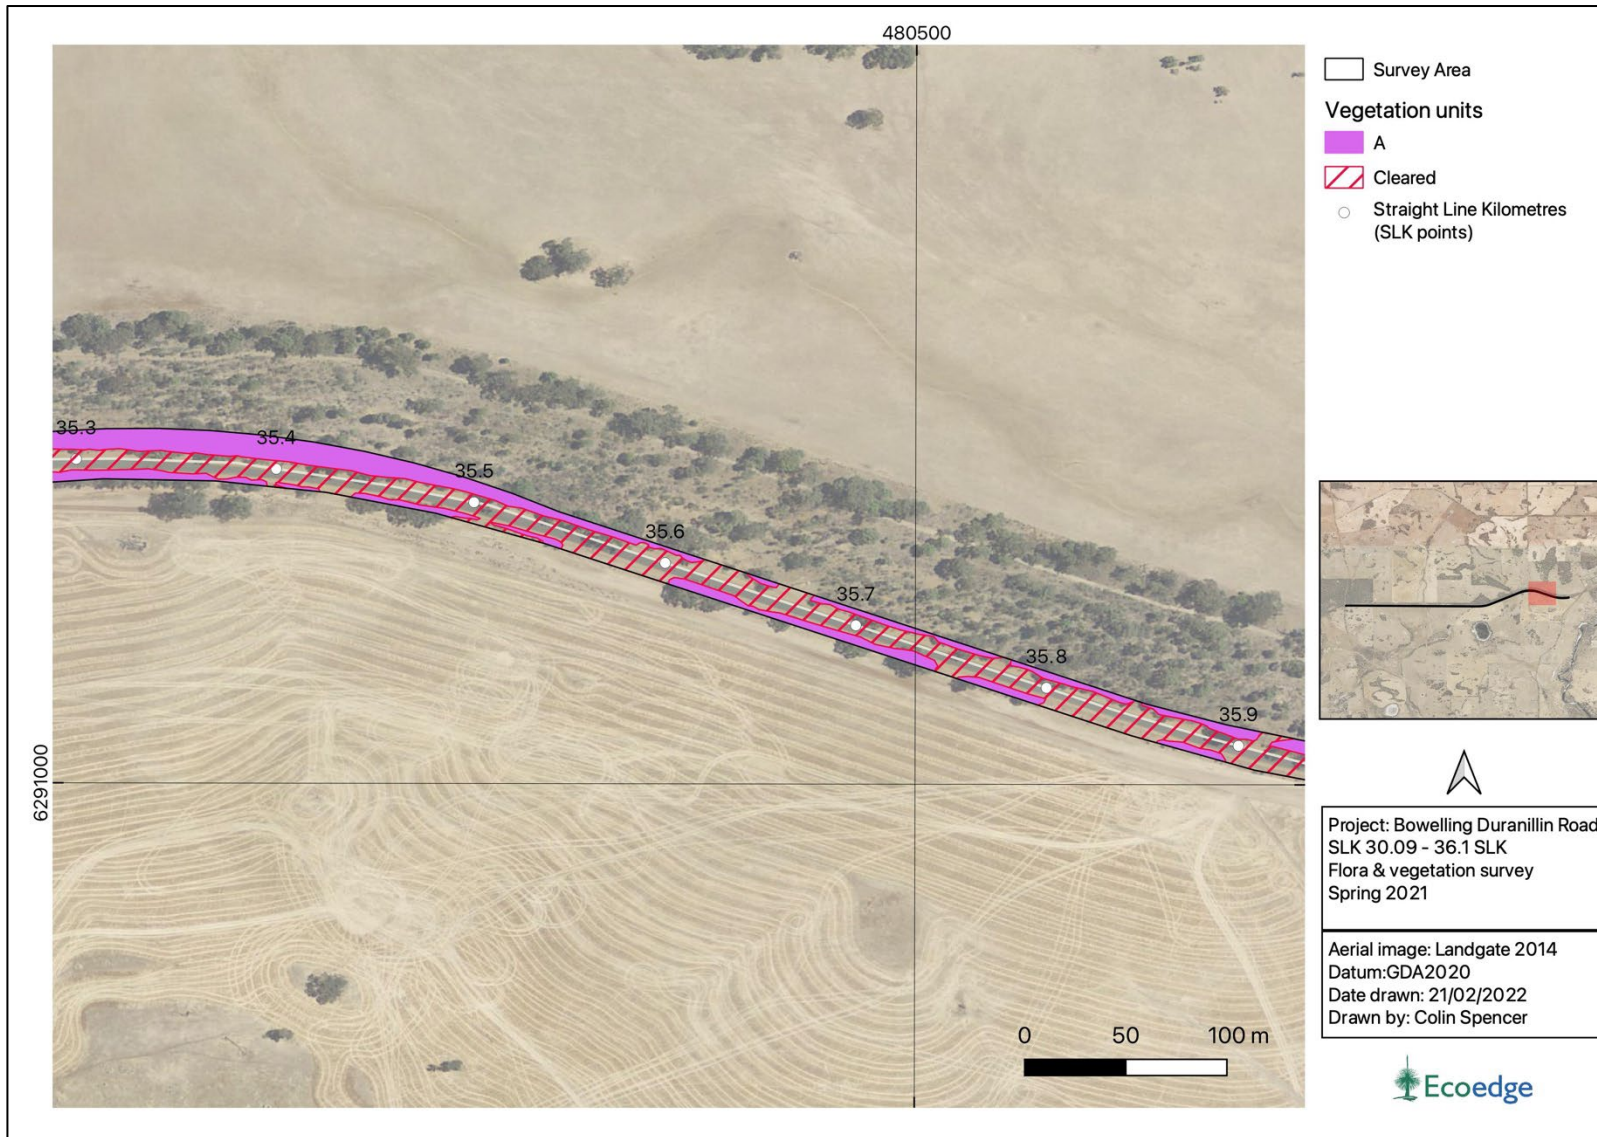 480500
Survey Area
Vegetation units
A
Cleared
Straight Line Kilometres
(SLK points)
35.3
35.4
35.5
35.6
35.7
35.8
35.9
6291000
0 50 100 m
Project: Bowelling Duranillin Road
SLK 30.09 - 36.1 SLK
Flora & vegetation survey
Spring 2021
Aerial image: Landgate 2014
Datum:GDA2020
Date drawn: 21/02/2022
Drawn by: Colin Spencer
Ecoedge